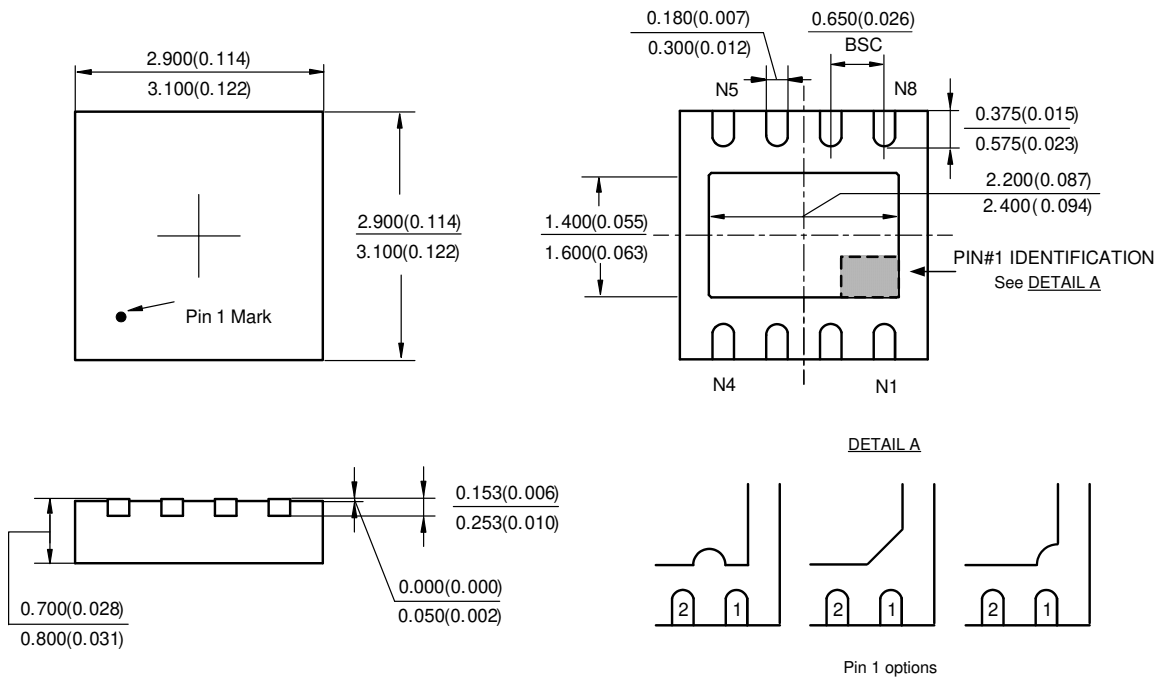 2.900(0.114)
3.100(0.122)
2.900(0.114)
3.100(0.122)
Pin 1 Mark
0.180(0.007)
0.300(0.012)
0.650(0.026)
BSC
N5
N8
0.375(0.015)
0.575(0.023)
2.200(0.087)
2.400(0.094)
1.400(0.055)
1.600(0.063)
PIN#1 IDENTIFICATION
See DETAIL A
N4
N1
0.153(0.006)
0.253(0.010)
0.000(0.000)
0.050(0.002)
0.700(0.028)
0.800(0.031)
DETAIL A
2 1
2 1
2 1
Pin 1 options